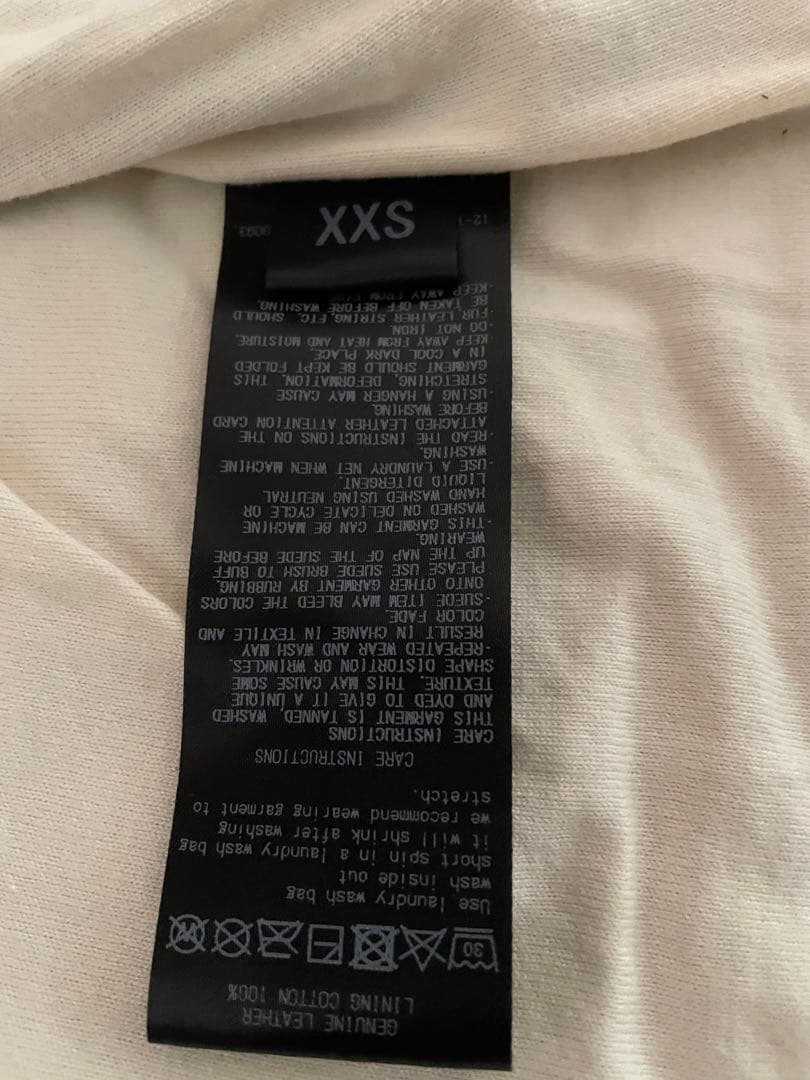 XXS
GENUINE LEATHER
LINING COTTON 100%
30
Use laundry wash bag
wash inside out
short spin in a laundry wash bag
it will shrink after washing
we recommend wearing garment to
stretch.
CARE INSTRUCTIONS
CARE INSTRUCTIONS
THIS GARMENT IS TANNED, WASHED
AND DYED TO GIVE IT A UNIQUE
TEXTURE. THIS MAY CAUSE SOME
SHAPE DISTORTION OR WRINKLES.
·REPEATED WEAR AND WASH MAY
RESULT IN CHANGE IN TEXTILE AND
COLOR FADE.
·SUEDE ITEM MAY BLEED THE COLORS
ONTO OTHER GARMENT BY RUBBING.
PLEASE USE SUEDE BRUSH TO BUFF
UP THE NAP OF THE SUEDE BEFORE
WEARING.
·THIS GARMENT CAN BE MACHINE
WASHED ON DELICATE CYCLE OR
HAND WASHED USING NEUTRAL
LIQUID DITERGENT.
·USE A LAUNDRY NET WHEN MACHINE
WASHING.
·READ THE INSTRUCTIONS ON THE
ATTACHED LEATHER ATTENTION CARD
BEFORE WASHING.
·USING A HANGER MAY CAUSE
STRETCHING, DEFORMATION. THIS
GARMENT SHOULD BE KEPT FOLDED
IN A COOL DARK PLACE.
KEEP AWAY FROM HEAT AND MOISTURE.
·DO NOT IRON.
·FOR LEATHER STRING,ETC. SHOULD
BE TAKEN OFF BEFORE WASHING.
·KEEP AWAY FROM